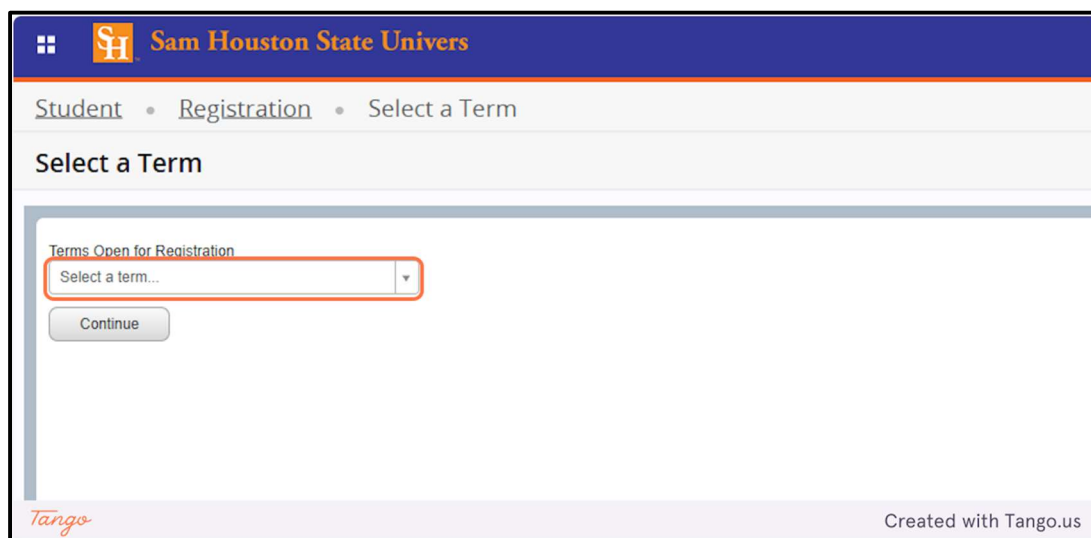 SH Sam Houston State Univers
Student • Registration • Select a Term
Select a Term
Terms Open for Registration
Select a term...
Continue
Tango Created with Tango.us